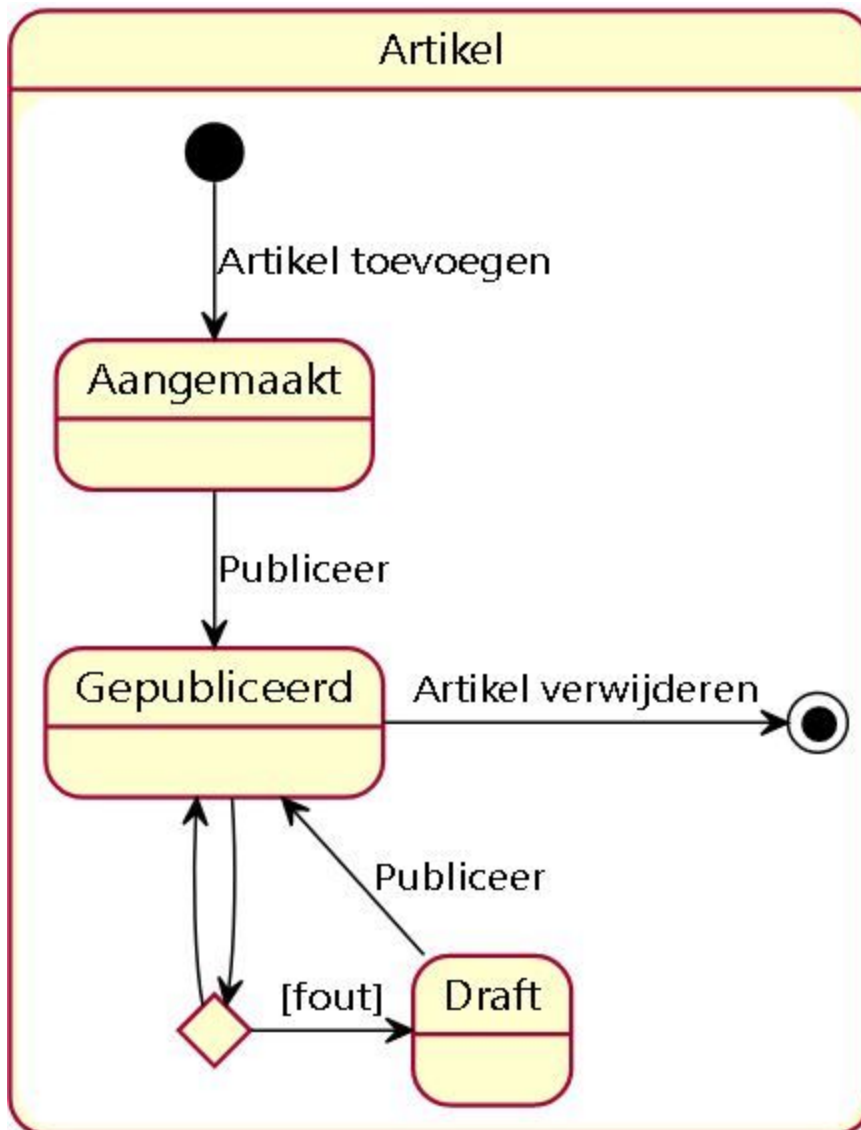 Artikel
Artikel toevoegen
Aangemaakt
Publiceer
Gepubliceerd
Artikel verwijderen
Publiceer
[fout]
Draft